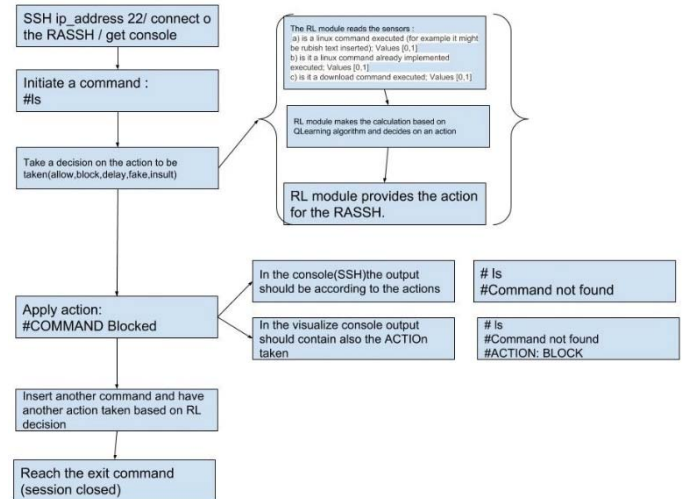 SSH ip_address 22/ connect o
the RASSH / get console
Initiate a command :
#ls
Take a decision on the action to be
taken(allow,block,delay,fake,insult)
The RL module reads the sensors :
a) is a linux command executed (for example it might
be rubish text inserted); Values [0,1]
b) is it a linux command already implemented
executed; Values [0,1]
c) is it a download command executed; Values [0,1]
RL module makes the calculation based on
QLearning algorithm and decides on an action
RL module provides the action
for the RASSH.
Apply action:
#COMMAND Blocked
In the console(SSH)the output
should be according to the actions
# ls
#Command not found
In the visualize console output
should contain also the ACTIOn
taken
# ls
#Command not found
#ACTION: BLOCK
Insert another command and have
another action taken based on RL
decision
Reach the exit command
(session closed)